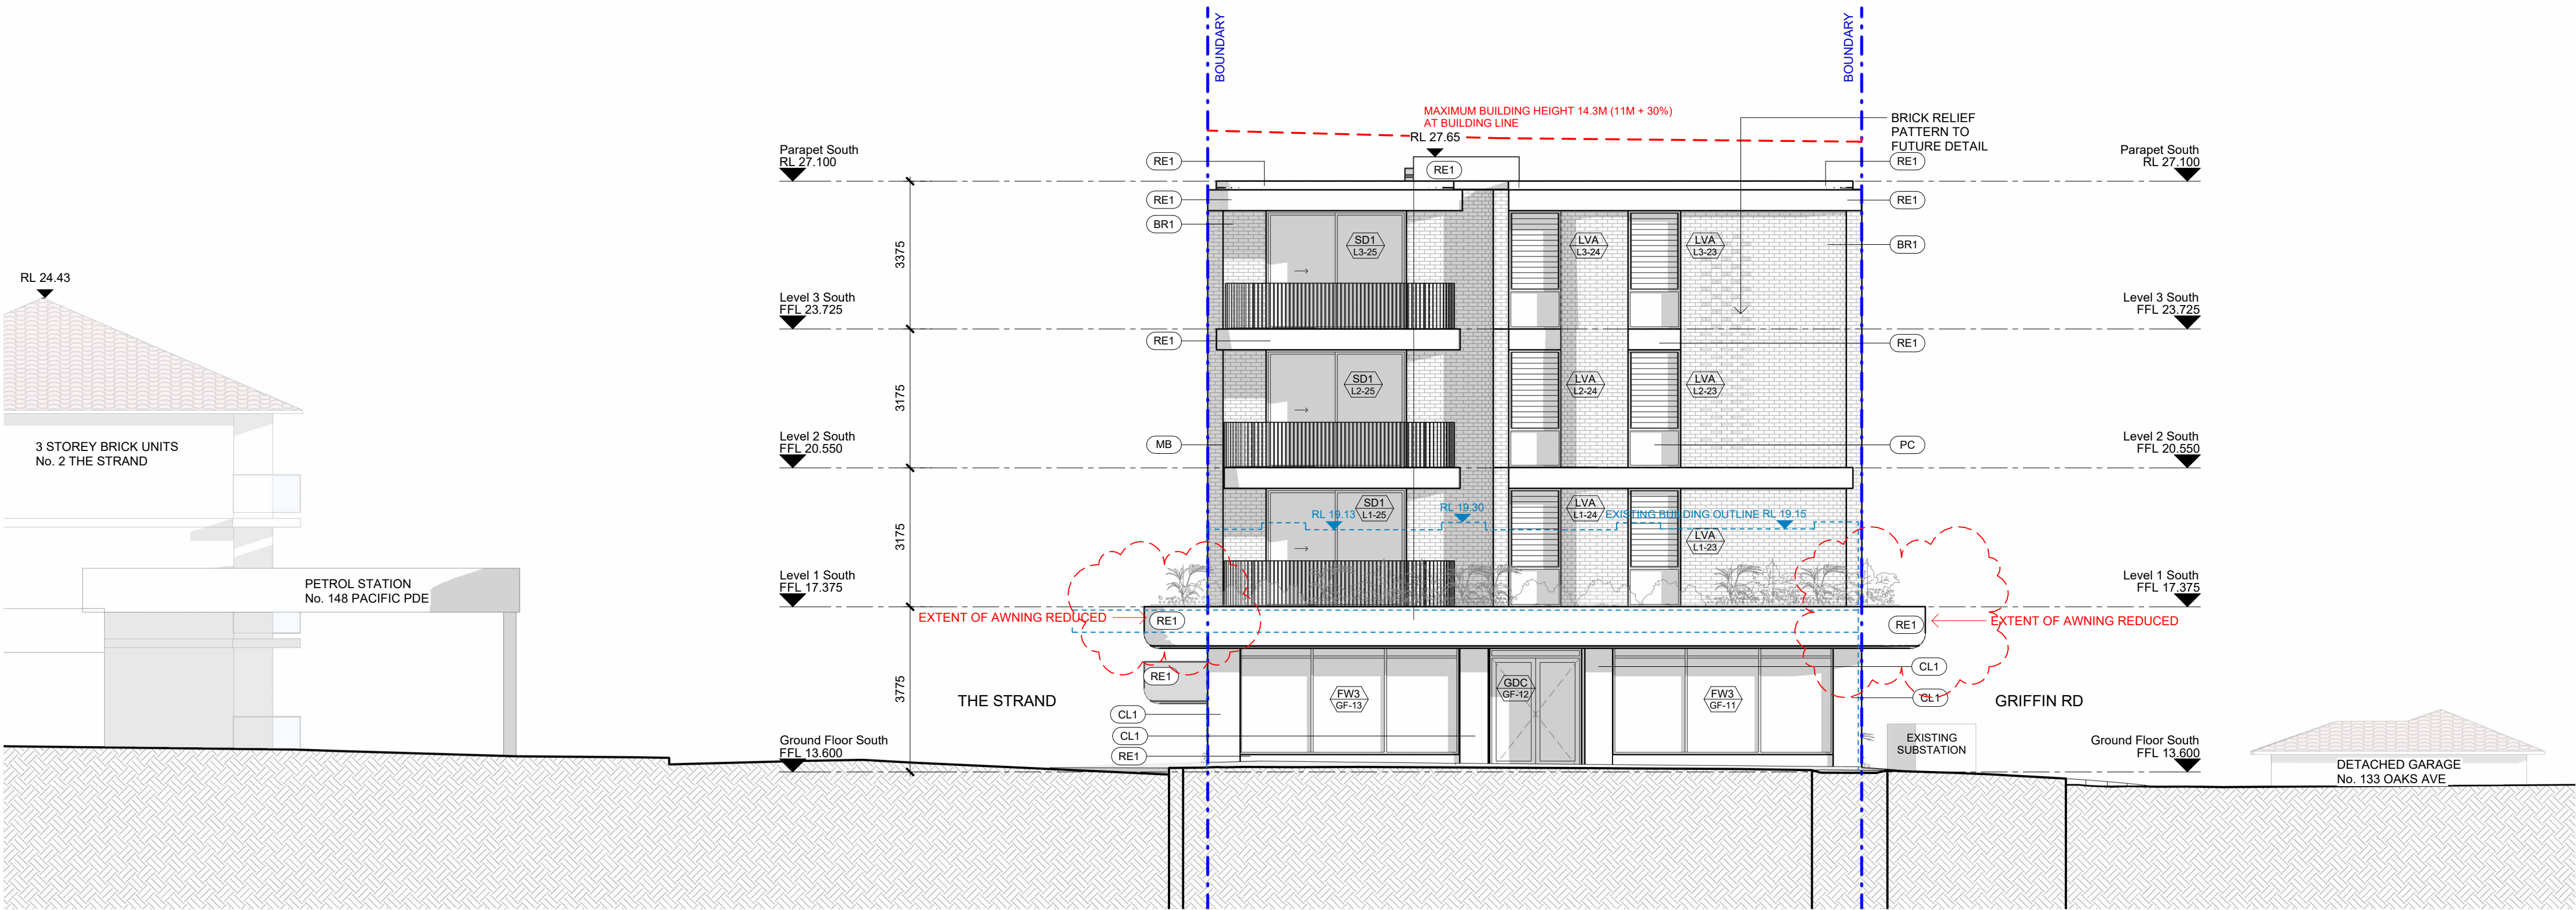 BOUNDARY
BOUNDARY
MAXIMUM BUILDING HEIGHT 14.3M (11M + 30%)
AT BUILDING LINE
RL 27.65
BRICK RELIEF
PATTERN TO
FUTURE DETAIL
Parapet South
RL 27.100
RE1
RE1
RE1
Parapet South
RL 27.100
RE1
RE1
BR1
BR1
3375
SD1
L3-25
LVA
L3-24
LVA
L3-23
RL 24.43
Level 3 South
FFL 23.725
Level 3 South
FFL 23.725
RE1
RE1
3175
SD1
L2-25
LVA
L2-24
LVA
L2-23
3 STOREY BRICK UNITS
No. 2 THE STRAND
Level 2 South
FFL 20.550
MB
PC
Level 2 South
FFL 20.550
3175
SD1
L1-25
LVA
L1-24
RL 19.13
RL 19.30
EXISTING BUILDING OUTLINE RL 19.15
LVA
L1-23
PETROL STATION
No. 148 PACIFIC PDE
Level 1 South
FFL 17.375
Level 1 South
FFL 17.375
EXTENT OF AWNING REDUCED
RE1
RE1
EXTENT OF AWNING REDUCED
3775
RE1
CL1
THE STRAND
FW3
GF-13
GDC
GF-12
FW3
GF-11
CL1
GRIFFIN RD
CL1
CL1
RE1
Ground Floor South
FFL 13.600
EXISTING
SUBSTATION
Ground Floor South
FFL 13.600
DETACHED GARAGE
No. 133 OAKS AVE